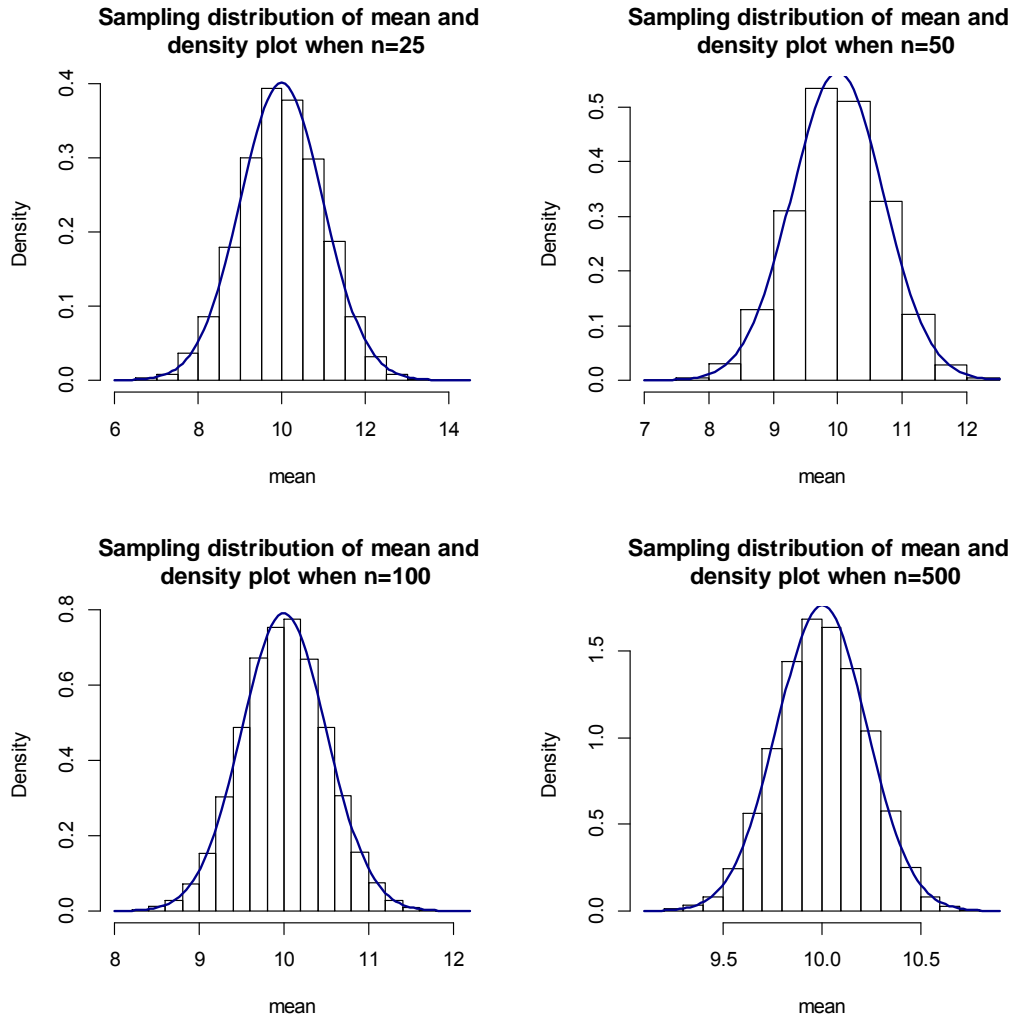 Sampling distribution of mean and
density plot when n=25
Density
0.0 0.1 0.2 0.3 0.4
6 8 10 12 14
mean
Sampling distribution of mean and
density plot when n=50
Density
0.0 0.1 0.2 0.3 0.4 0.5
7 8 9 10 11 12
mean
Sampling distribution of mean and
density plot when n=100
Density
0.0 0.2 0.4 0.6 0.8
8 9 10 11 12
mean
Sampling distribution of mean and
density plot when n=500
Density
0.0 0.5 1.0 1.5
9.5 10.0 10.5
mean